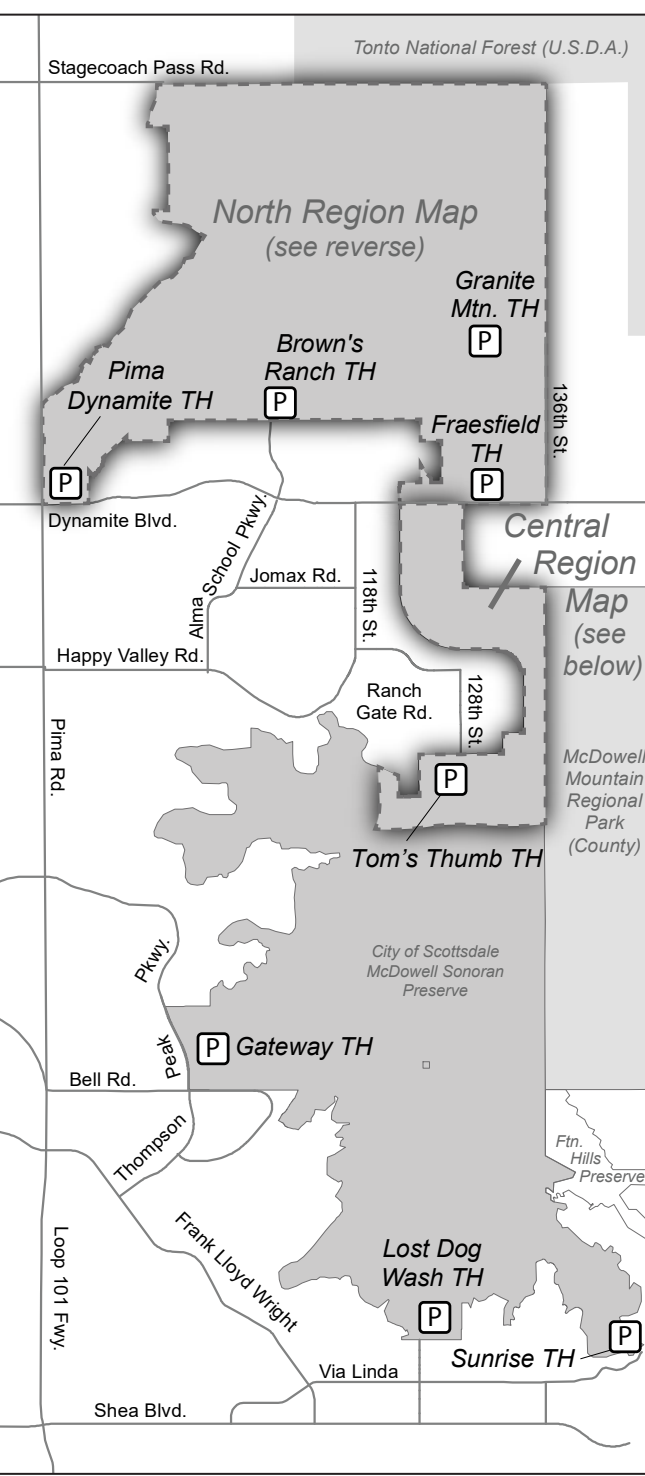 Tonto National Forest (U.S.D.A.)
Stagecoach Pass Rd.
North Region Map
(see reverse)
Granite
Mtn. TH
P
Brown's
Ranch TH
P
Pima
Dynamite TH
P
136th St.
Fraesfield
TH
P
Dynamite Blvd.
Central
Region
Map
(see
below)
Alma School Pkwy.
Jomax Rd.
118th St.
Happy Valley Rd.
Ranch
Gate Rd.
128th St.
Pima Rd.
McDowell
Mountain
Regional
Park
(County)
P
Tom's Thumb TH
City of Scottsdale
McDowell Sonoran
Preserve
Thompson Peak Pkwy.
P Gateway TH
Bell Rd.
Ftn.
Hills
Preserve
Frank Lloyd Wright
Loop 101 Fwy.
Lost Dog
Wash TH
P
P
Sunrise TH
Via Linda
Shea Blvd.